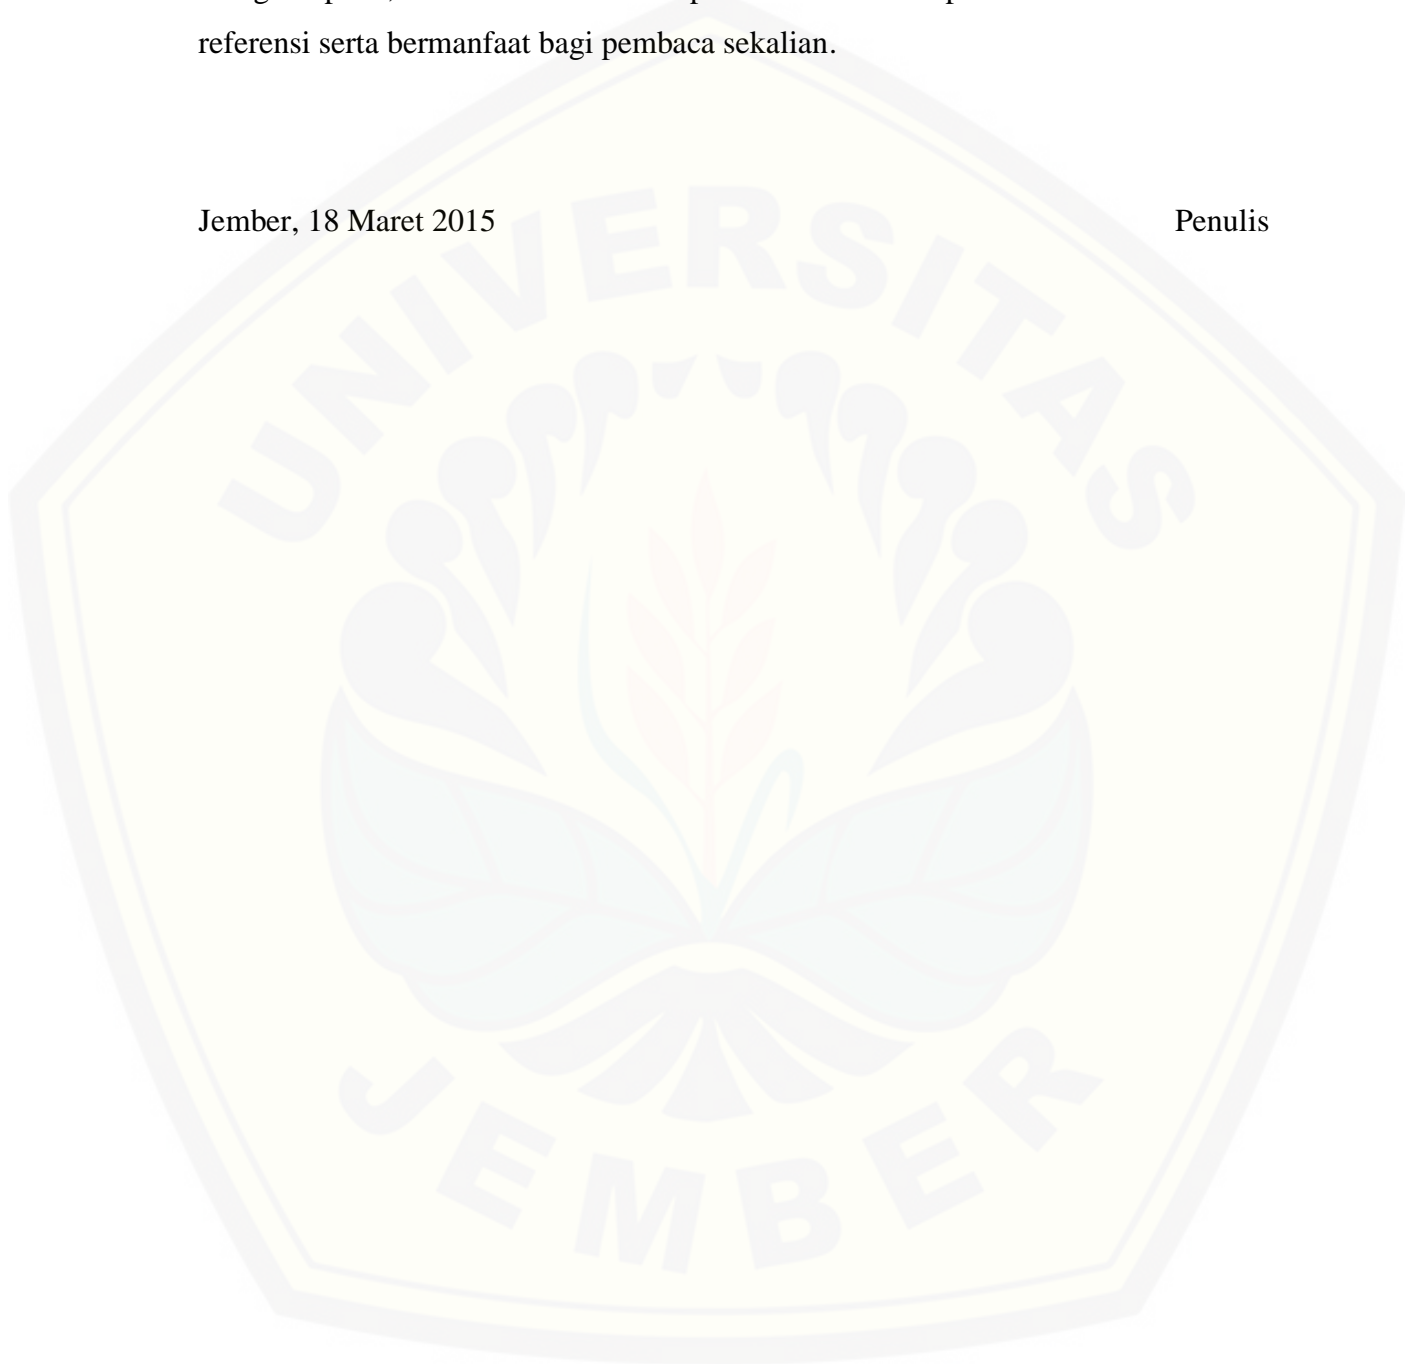 referensi serta bermanfaat bagi pembaca sekalian.
Jember, 18 Maret 2015 Penulis
UNIVERSITAS
JEMBER